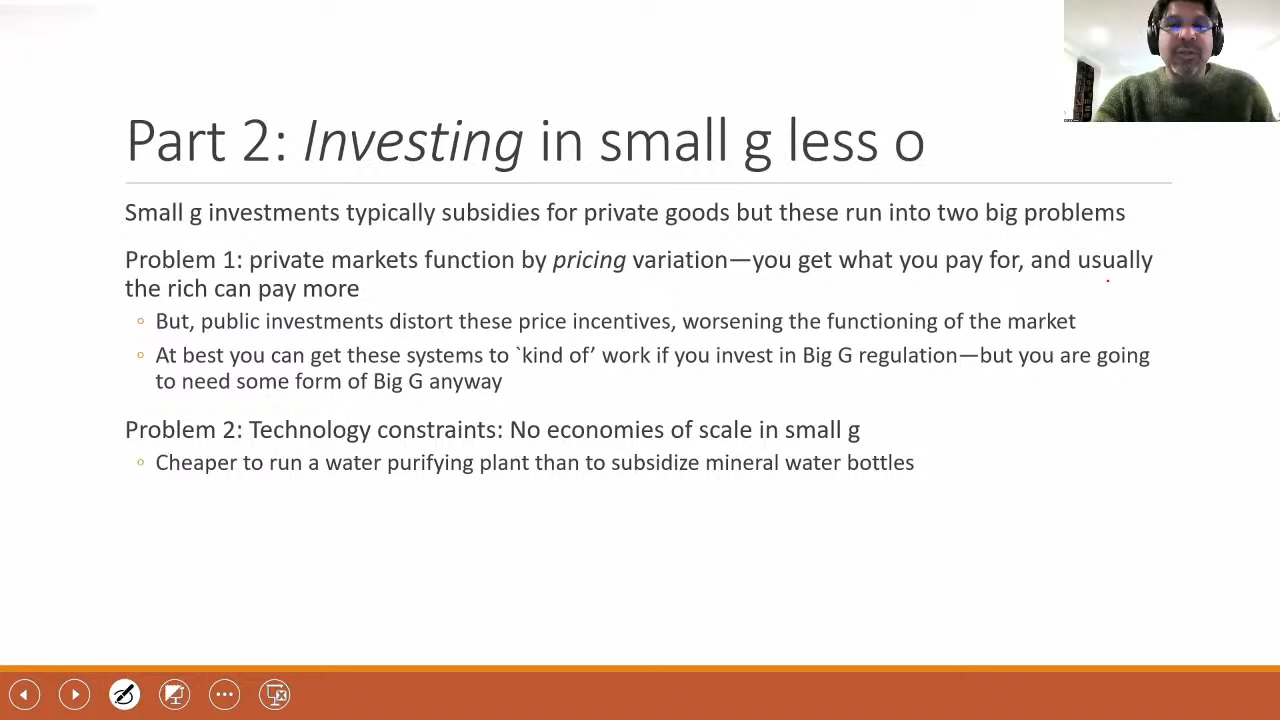 Part 2: Investing in small g less o
Small g investments typically subsidies for private goods but these run into two big problems
Problem 1: private markets function by pricing variation—you get what you pay for, and usually
the rich can pay more
But, public investments distort these price incentives, worsening the functioning of the market
At best you can get these systems to `kind of’ work if you invest in Big G regulation—but you are going
to need some form of Big G anyway
Problem 2: Technology constraints: No economies of scale in small g
Cheaper to run a water purifying plant than to subsidize mineral water bottles